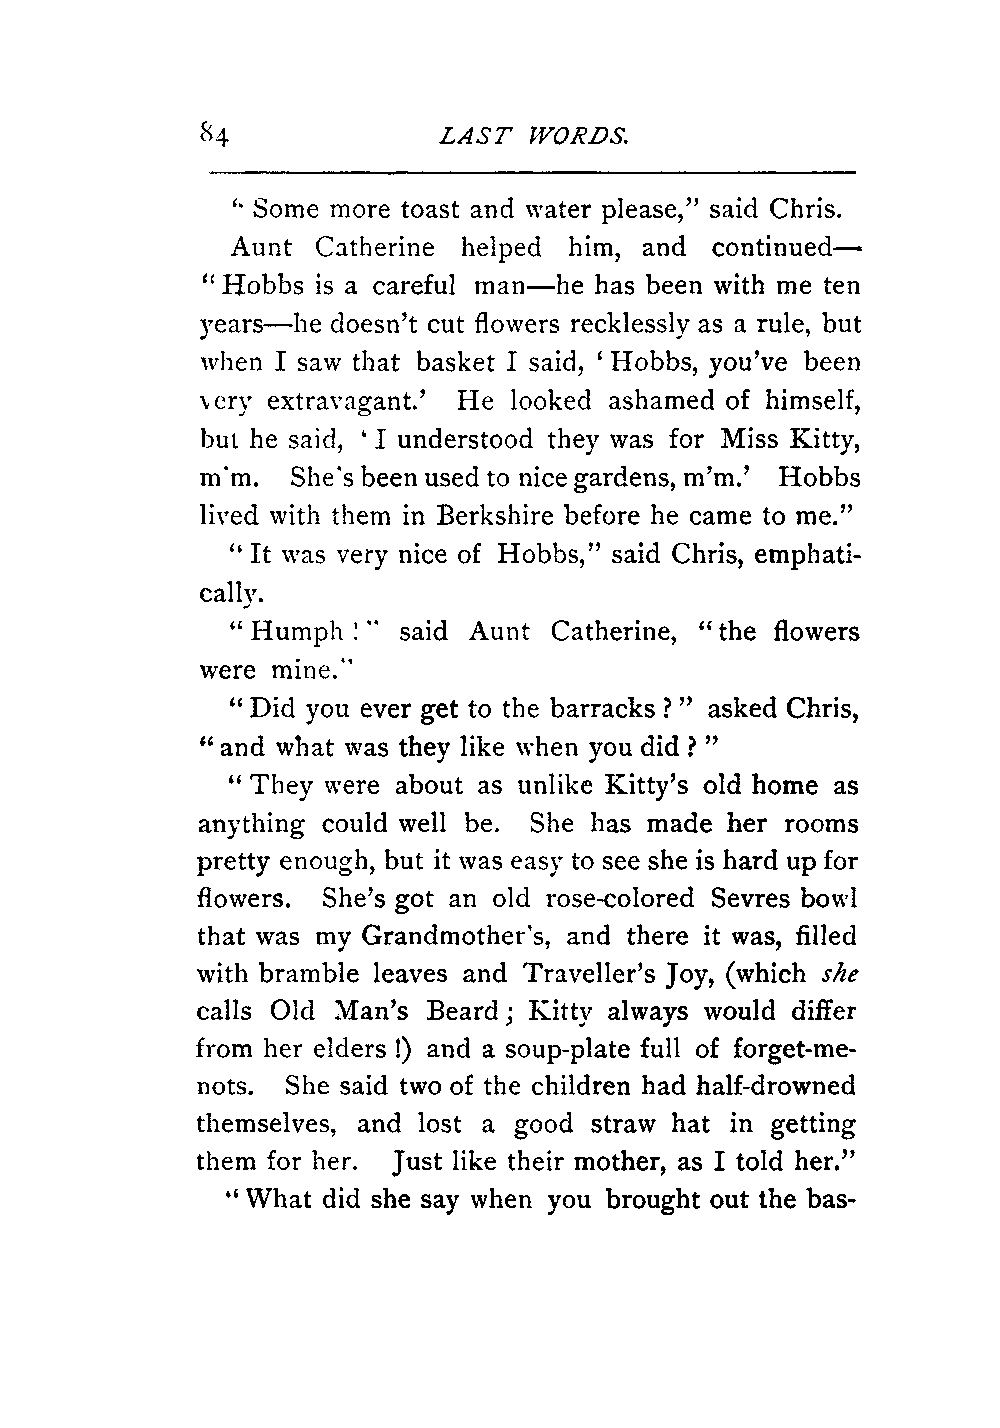 84 LAST WORDS.
“ Some more toast and water please,” said Chris.
Aunt Catherine helped him, and continued—
“ Hobbs is a careful man—he has been with me ten
years—he doesn’t cut flowers recklessly as a rule, but
when I saw that basket I said, ‘ Hobbs, you’ve been
very extravagant.’ He looked ashamed of himself,
but he said, ‘ I understood they was for Miss Kitty,
m’m. She’s been used to nice gardens, m’m.’ Hobbs
lived with them in Berkshire before he came to me.”
“ It was very nice of Hobbs,” said Chris, emphati-
cally.
“ Humph ! ” said Aunt Catherine, “ the flowers
were mine.”
“ Did you ever get to the barracks ? ” asked Chris,
“ and what was they like when you did ? ”
“ They were about as unlike Kitty’s old home as
anything could well be. She has made her rooms
pretty enough, but it was easy to see she is hard up for
flowers. She’s got an old rose-colored Sevres bowl
that was my Grandmother’s, and there it was, filled
with bramble leaves and Traveller’s Joy, (which she
calls Old Man’s Beard ; Kitty always would differ
from her elders !) and a soup-plate full of forget-me-
nots. She said two of the children had half-drowned
themselves, and lost a good straw hat in getting
them for her. Just like their mother, as I told her.”
“ What did she say when you brought out the bas-